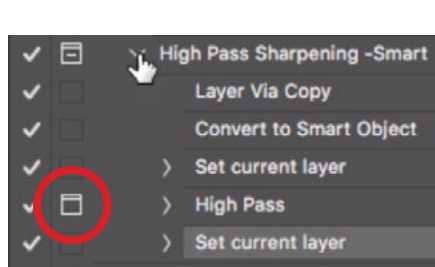 High Pass Sharpening -Smart
Layer Via Copy
Convert to Smart Object
Set current layer
High Pass
Set current layer